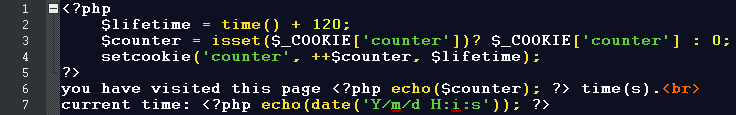 1 <?php
2 $lifetime = time() + 120;
3 $counter = isset($_COOKIE['counter'])? $_COOKIE['counter'] : 0;
4 setcookie('counter', ++$counter, $lifetime);
5 ?>
6 you have visited this page <?php echo($counter); ?> time(s).<br>
7 current time: <?php echo(date('Y/m/d H:i:s')); ?>